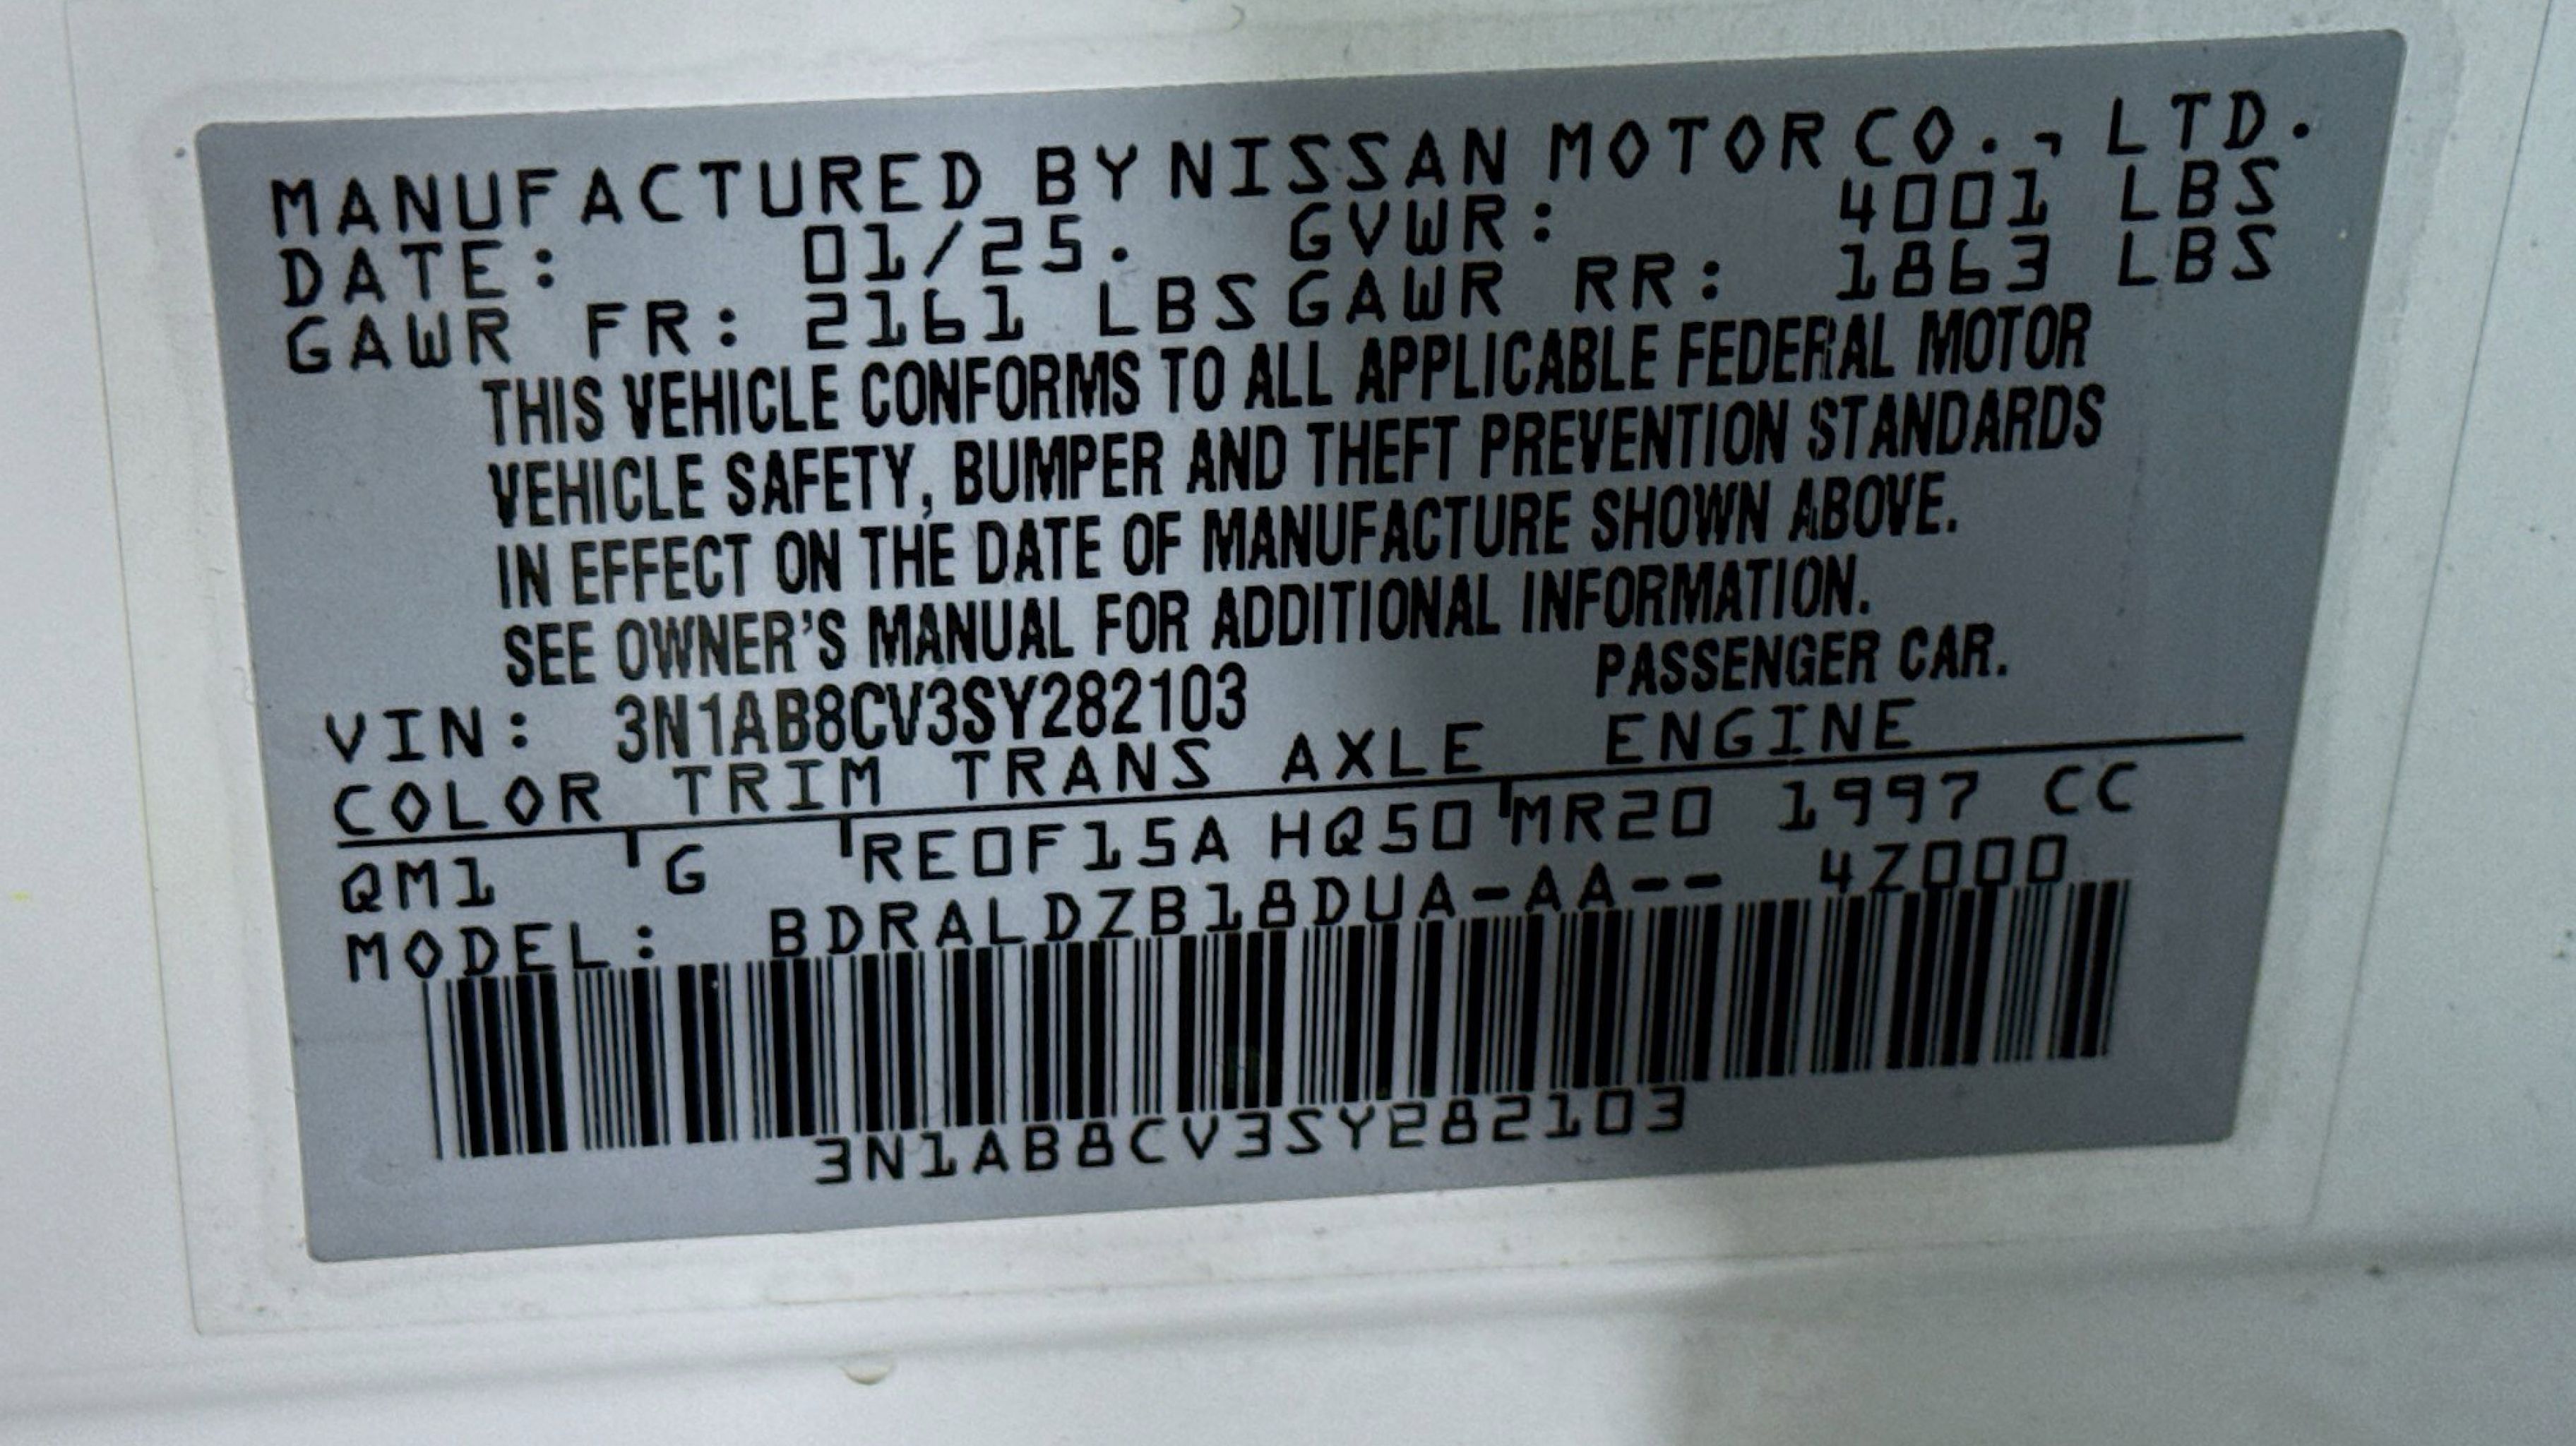 MANUFACTURED BY NISSAN MOTOR CO., LTD.
DATE: 01/25. GVWR: 4001 LBS
GAWR FR: 2161 LBS GAWR RR: 1863 LBS
THIS VEHICLE CONFORMS TO ALL APPLICABLE FEDERAL MOTOR
VEHICLE SAFETY, BUMPER AND THEFT PREVENTION STANDARDS
IN EFFECT ON THE DATE OF MANUFACTURE SHOWN ABOVE.
SEE OWNER'S MANUAL FOR ADDITIONAL INFORMATION.
VIN: 3N1AB8CV3SY282103 PASSENGER CAR.
COLOR TRIM TRANS AXLE ENGINE
QM1 G RE0F15A HQ50 MR20 1997 CC
MODEL: BDRALDZB18DUA-AA-- 4Z000
3N1AB8CV3SY282103